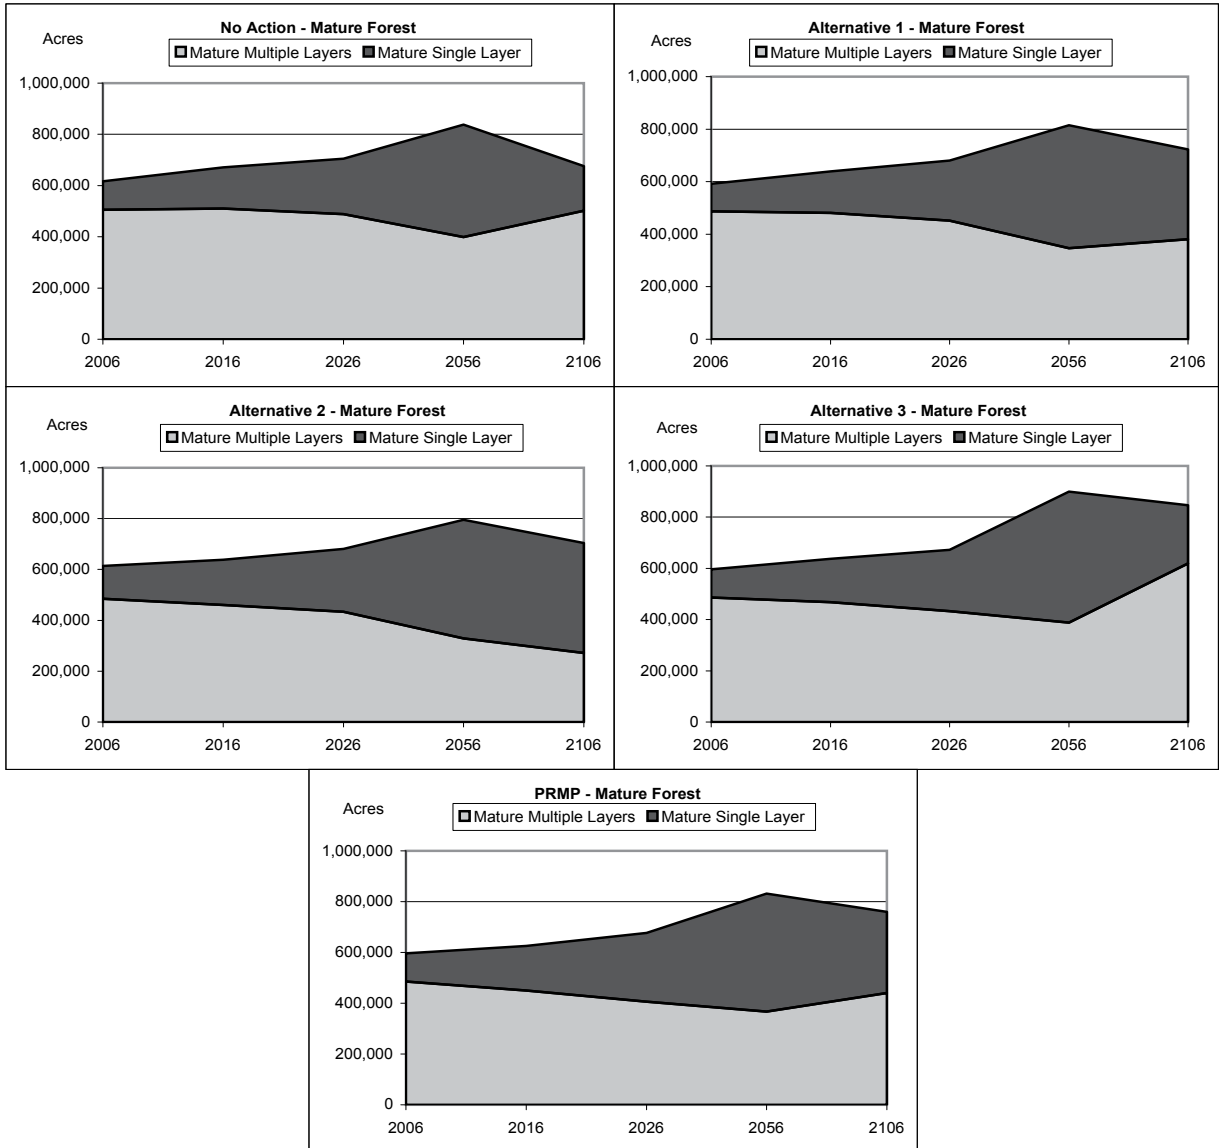 No Action - Mature Forest
Acres
Mature Multiple Layers Mature Single Layer
1,000,000
800,000
600,000
400,000
200,000
0
2006 2016 2026 2056 2106
Alternative 1 - Mature Forest
Acres
Mature Multiple Layers Mature Single Layer
1,000,000
800,000
600,000
400,000
200,000
0
2006 2016 2026 2056 2106
Alternative 2 - Mature Forest
Acres
Mature Multiple Layers Mature Single Layer
1,000,000
800,000
600,000
400,000
200,000
0
2006 2016 2026 2056 2106
Alternative 3 - Mature Forest
Acres
Mature Multiple Layers Mature Single Layer
1,000,000
800,000
600,000
400,000
200,000
0
2006 2016 2026 2056 2106
PRMP - Mature Forest
Acres
Mature Multiple Layers Mature Single Layer
1,000,000
800,000
600,000
400,000
200,000
0
2006 2016 2026 2056 2106